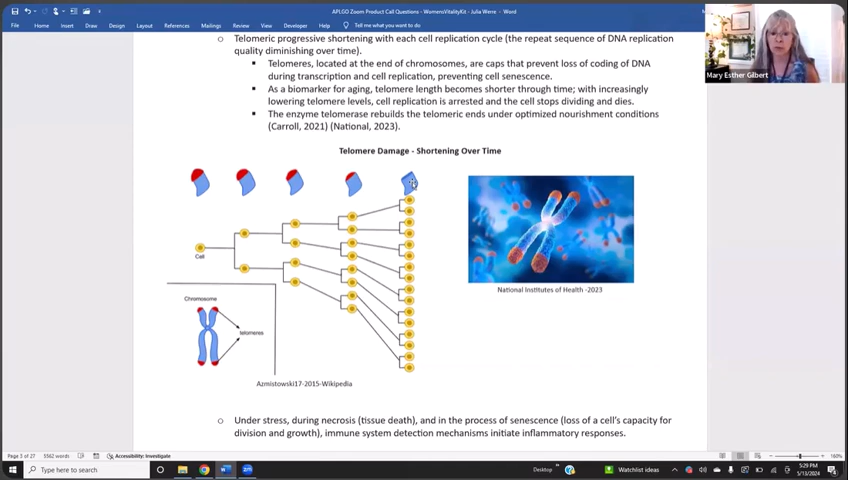 APLGO Zoom Product Call Questions - WomensVitalityKit - Julia Werre - Word
File Home Insert Draw Design Layout References Mailings Review View Developer Help Acrobat Tell me what you want to do
Mary Esther Gilbert
o Telomeric progressive shortening with each cell replication cycle (the repeat sequence of DNA replication
quality diminishing over time).
▪ Telomeres, located at the end of chromosomes, are caps that prevent loss of coding of DNA
during transcription and cell replication, preventing cell senescence.
▪ As a biomarker for aging, telomere length becomes shorter through time; with increasingly
lowering telomere levels, cell replication is arrested and the cell stops dividing and dies.
▪ The enzyme telomerase rebuilds the telomeric ends under optimized nourishment conditions
(Carroll, 2021) (National, 2023).
Telomere Damage - Shortening Over Time
Cell
Chromosome
telomeres
Azmistowski17-2015-Wikipedia
National Institutes of Health -2023
o Under stress, during necrosis (tissue death), and in the process of senescence (loss of a cell's capacity for
division and growth), immune system detection mechanisms initiate inflammatory responses.
Page 3 of 27 5562 words Accessibility: Investigate
160%
Type here to search
Desktop
Watchlist ideas
5:29 PM
5/13/2024